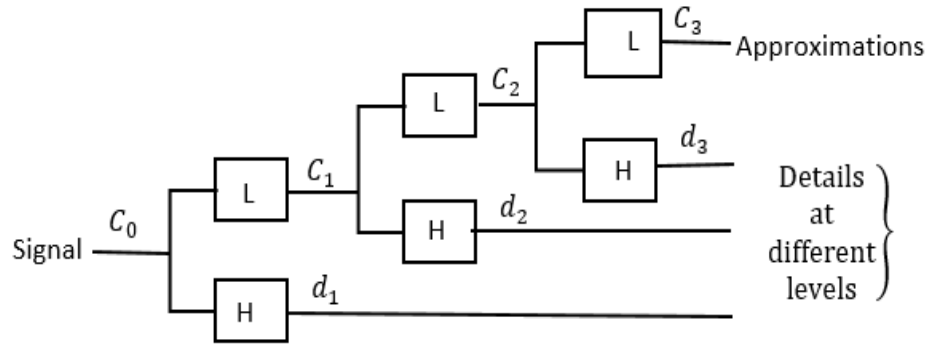 C₃
L
Approximations
C₂
L
d₃
H
C₁
L
d₂
H
Details
at
different
levels
C₀
Signal
d₁
H